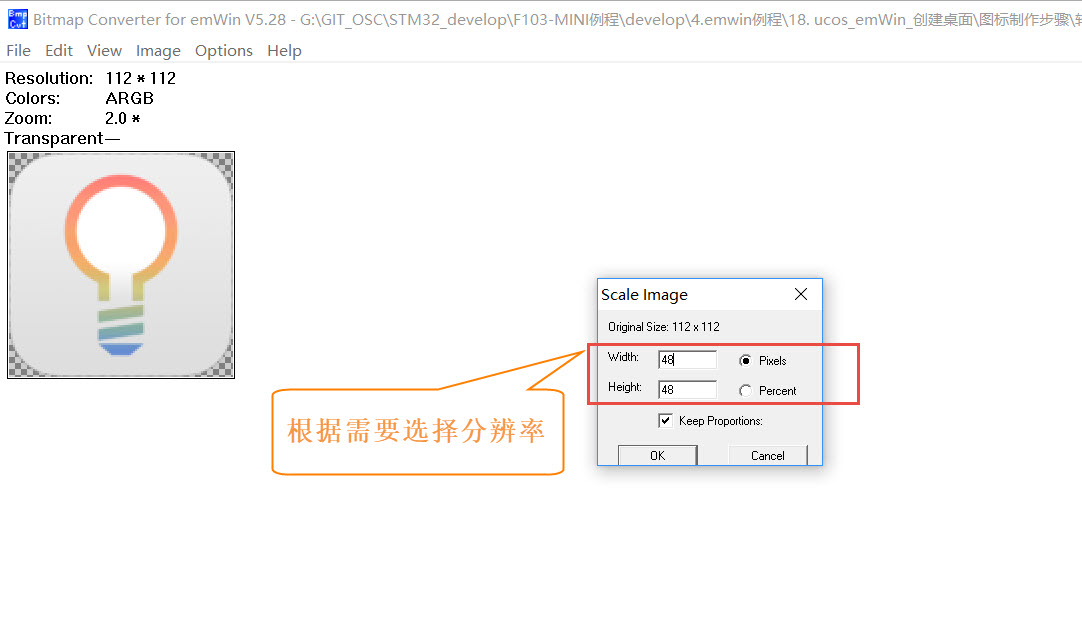 Bitmap Converter for emWin V5.28 - G:\GIT_OSC\STM32_develop\F103-MINI例程\develop\4.emwin例程\18. ucos_emWin_创建桌面\图标制作步骤\
File Edit View Image Options Help
Resolution: 112 * 112
Colors: ARGB
Zoom: 2.0 *
Transparent—
Scale Image
Original Size: 112 x 112
Width: 48 Pixels
Height: 48 Percent
Keep Proportions:
OK Cancel
根据需要选择分辨率